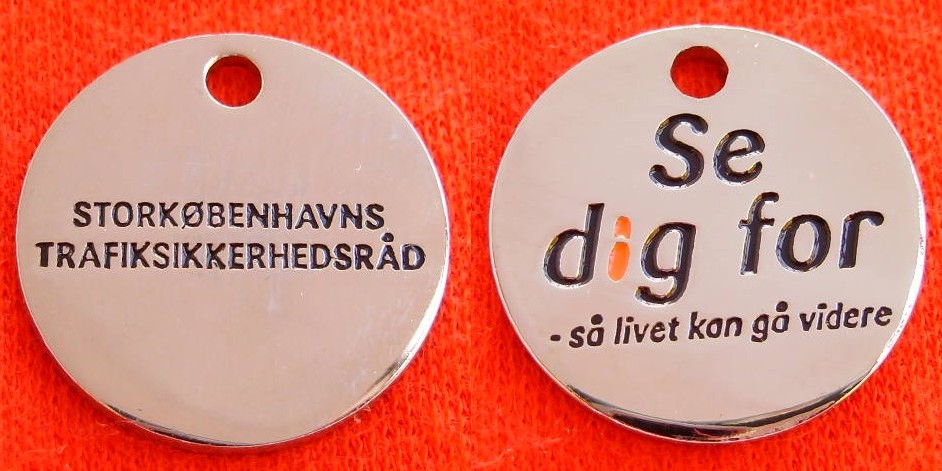 STORKØBENHAVNS
TRAFIKSIKKERHEDSRÅD
Se
dig for
- så livet kan gå videre